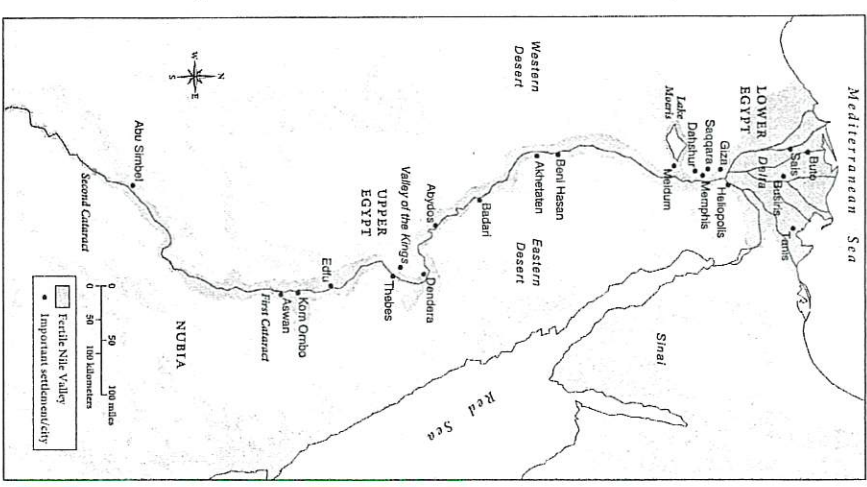 Mediterranean Sea
LOWER
EGYPT
Buto
Sais
Busiris
Tanis
Delta
Giza
Heliopolis
Saqqara
Memphis
Dahshur
Lake
Moeris
Meidum
Sinai
Western
Desert
Beni Hasan
Akhetaten
Eastern
Desert
Badari
Abydos
Dendera
Valley of the Kings
UPPER
EGYPT
Thebes
Red Sea
Edfu
Kom Ombo
Aswan
First Cataract
NUBIA
Abu Simbel
Second Cataract
N
W
E
S
0 50 100 miles
0 50 100 kilometers
Fertile Nile Valley
Important settlement/city